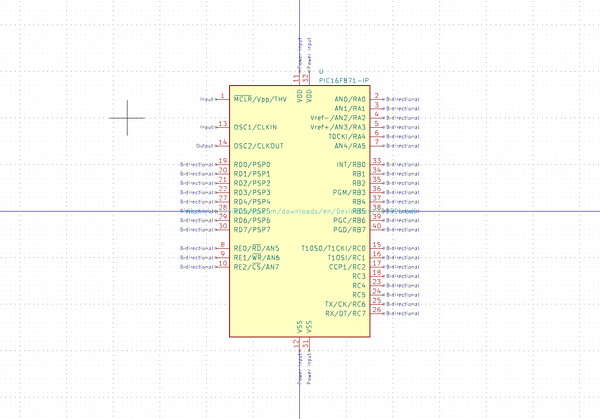 Power Input
Power Input
U
PIC16F871-IP
11
32
VDD
VDD
Input 1 MCLR/Vpp/THV
AN0/RA0 2 Bidirectional
AN1/RA1 3 Bidirectional
Vref-/AN2/RA2 4 Bidirectional
Input 13 OSC1/CLKIN
Vref+/AN3/RA3 5 Bidirectional
T0CKI/RA4 6 Bidirectional
Output 14 OSC2/CLKOUT
AN4/RA5 7 Bidirectional
Bidirectional 19 RD0/PSP0
INT/RB0 33 Bidirectional
Bidirectional 20 RD1/PSP1
RB1 34 Bidirectional
Bidirectional 21 RD2/PSP2
RB2 35 Bidirectional
Bidirectional 22 RD3/PSP3
PGM/RB3 36 Bidirectional
Bidirectional 27 RD4/PSP4
RB4 37 Bidirectional
Bidirectional 28 RD5/PSP5
RB5 38 Bidirectional
Bidirectional 29 RD6/PSP6
PGC/RB6 39 Bidirectional
Bidirectional 30 RD7/PSP7
PGD/RB7 40 Bidirectional
Bidirectional 8 RE0/RD/AN5
T1OSO/T1CKI/RC0 15 Bidirectional
Bidirectional 9 RE1/WR/AN6
T1OSI/RC1 16 Bidirectional
Bidirectional 10 RE2/CS/AN7
CCP1/RC2 17 Bidirectional
RC3 18 Bidirectional
RC4 23 Bidirectional
RC5 24 Bidirectional
TX/CK/RC6 25 Bidirectional
RX/DT/RC7 26 Bidirectional
VSS
VSS
12
31
Power Input
Power Input